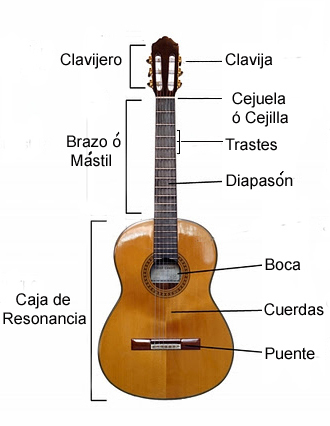 Clavijero
Clavija
Cejuela
ó Cejilla
Brazo ó
Mástil
Trastes
Diapasón
Boca
Caja de
Resonancia
Cuerdas
Puente